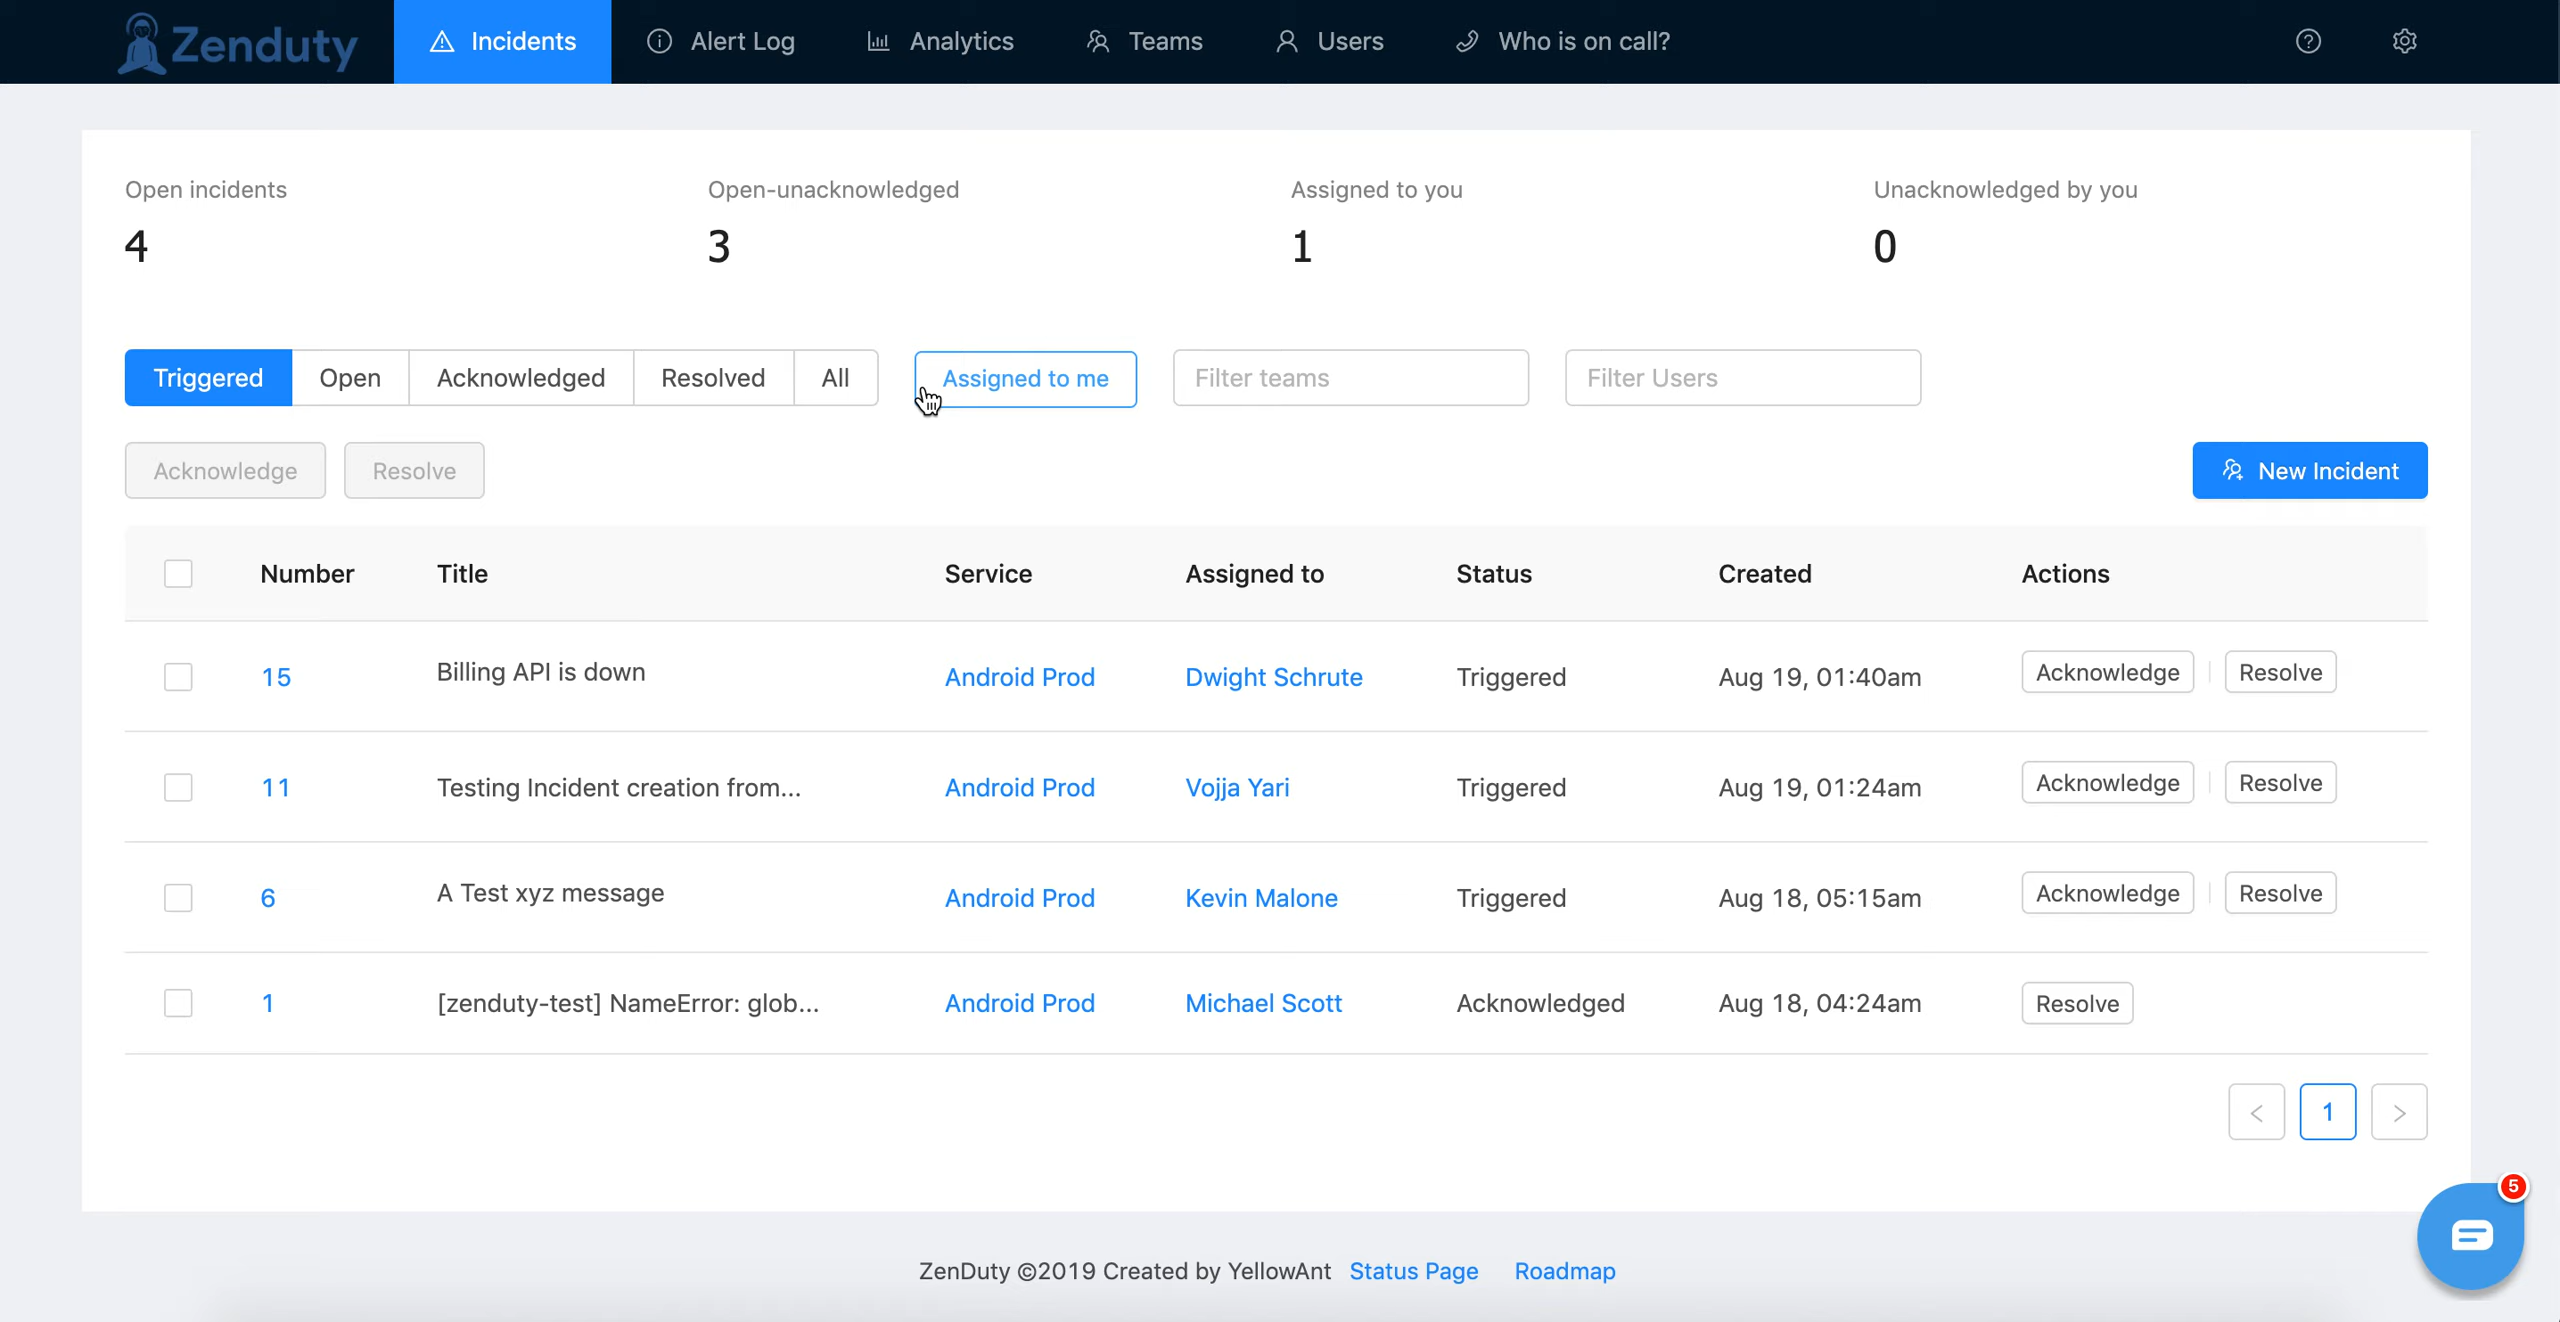 Zenduty Incidents Alert Log Analytics Teams Users Who is on call?
Open incidents Open-unacknowledged Assigned to you Unacknowledged by you
4 3 1 0
Triggered Open Acknowledged Resolved All Assigned to me Filter teams Filter Users
Acknowledge Resolve New Incident
Number Title Service Assigned to Status Created Actions
15 Billing API is down Android Prod Dwight Schrute Triggered Aug 19, 01:40am Acknowledge Resolve
11 Testing Incident creation from... Android Prod Vojja Yari Triggered Aug 19, 01:24am Acknowledge Resolve
6 A Test xyz message Android Prod Kevin Malone Triggered Aug 18, 05:15am Acknowledge Resolve
1 [zenduty-test] NameError: glob... Android Prod Michael Scott Acknowledged Aug 18, 04:24am Resolve
< 1 >
5
ZenDuty ©2019 Created by YellowAnt Status Page Roadmap